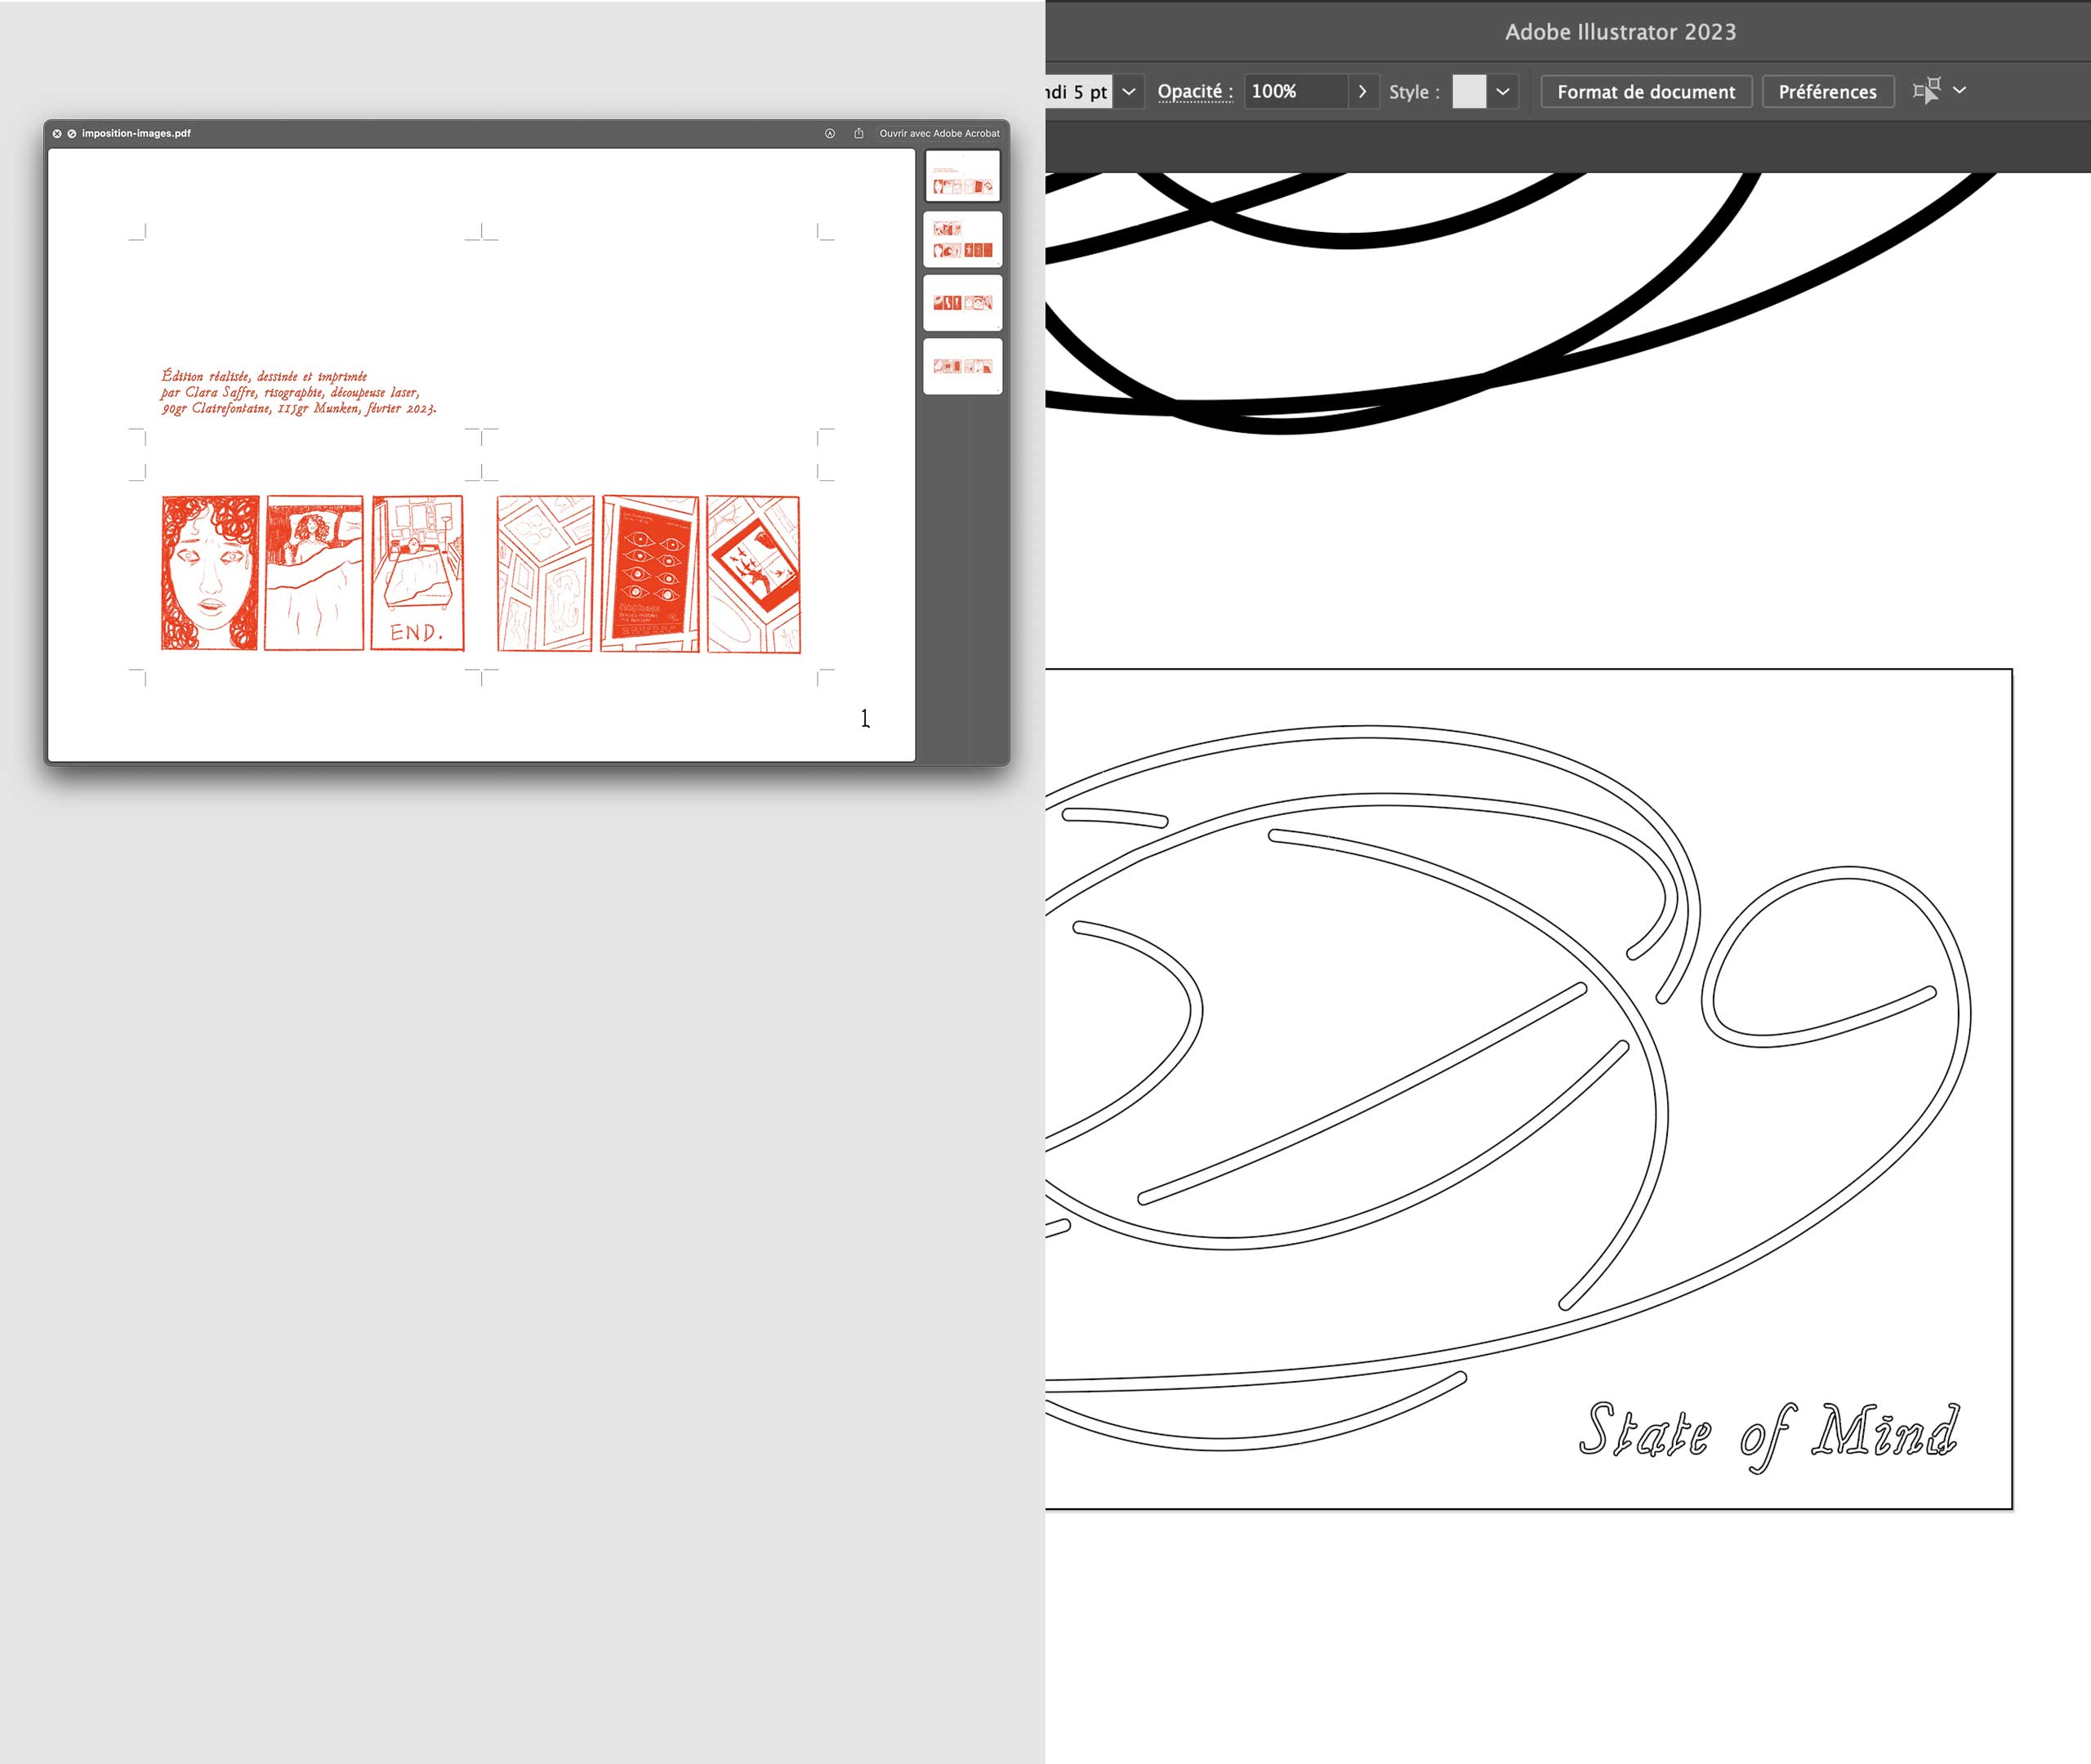 imposition-images.pdf
Ouvrir avec Adobe Acrobat
Édition réalisée, dessinée et imprimée
par Clara Saffre, risographie, découpeuse laser,
90gr Clairefontaine, 115gr Munken, février 2023.
END.
1
Adobe Illustrator 2023
5 pt
Opacité :
100%
Style :
Format de document
Préférences
State of Mind